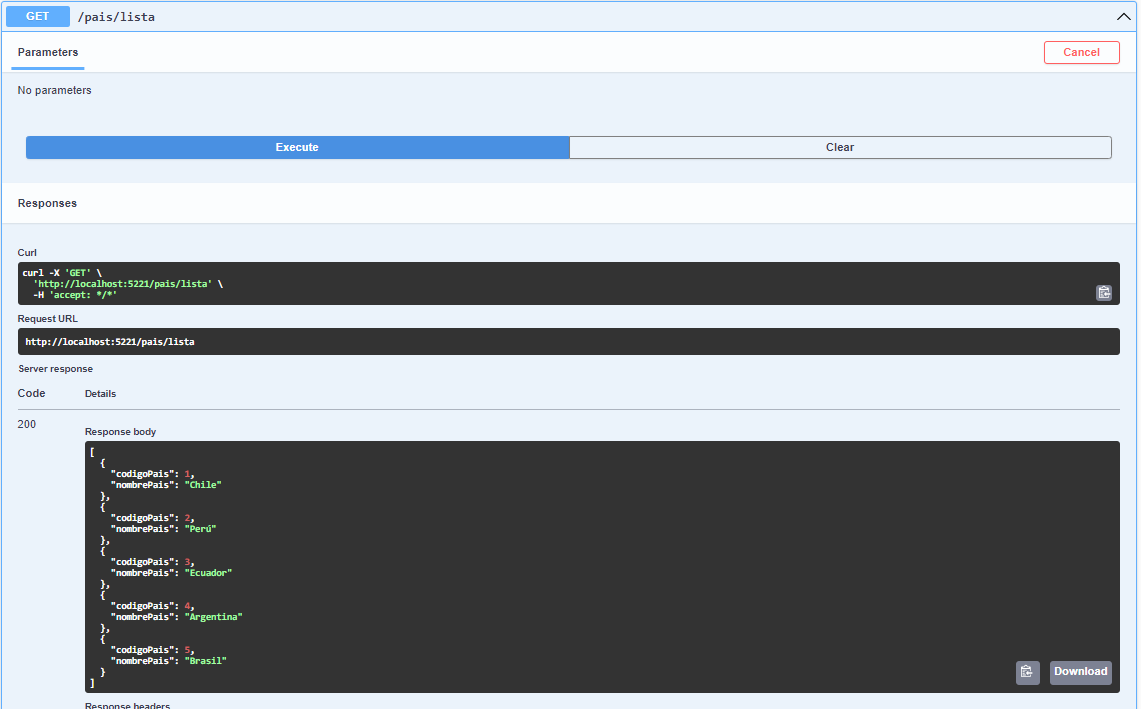 GET /pais/lista
Parameters
Cancel
No parameters
Execute
Clear
Responses
Curl
curl -X 'GET' \
  'http://localhost:5221/pais/lista' \
  -H 'accept: */*'
Request URL
http://localhost:5221/pais/lista
Server response
Code Details
200
Response body
[
  {
    "codigoPais": 1,
    "nombrePais": "Chile"
  },
  {
    "codigoPais": 2,
    "nombrePais": "Perú"
  },
  {
    "codigoPais": 3,
    "nombrePais": "Ecuador"
  },
  {
    "codigoPais": 4,
    "nombrePais": "Argentina"
  },
  {
    "codigoPais": 5,
    "nombrePais": "Brasil"
  }
]
Download
Response headers